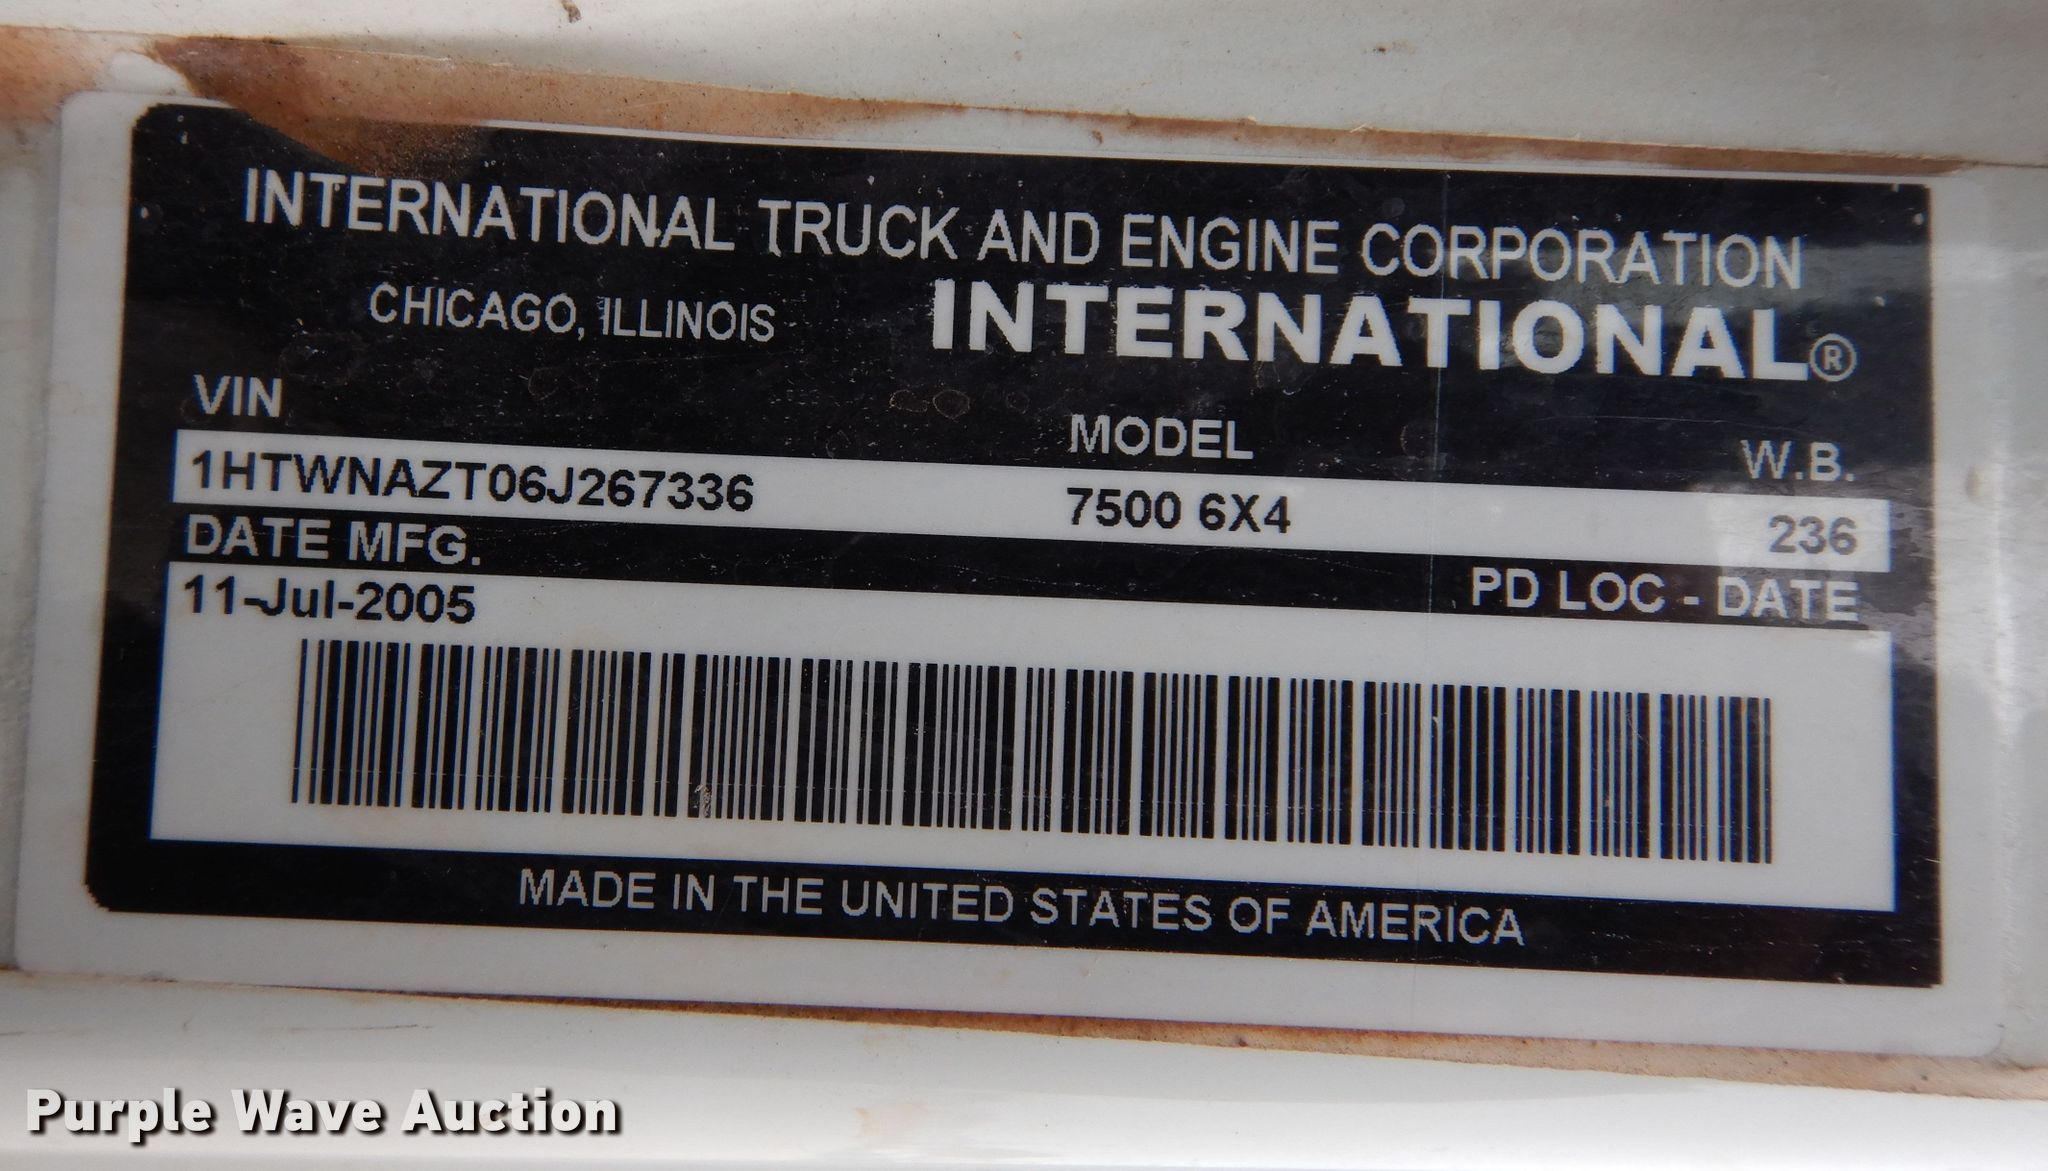 INTERNATIONAL TRUCK AND ENGINE CORPORATION
CHICAGO, ILLINOIS
INTERNATIONAL®
VIN MODEL W.B.
1HTWNAZT06J267336 7500 6X4 236
DATE MFG. PD LOC - DATE
11-Jul-2005
MADE IN THE UNITED STATES OF AMERICA
Purple Wave Auction